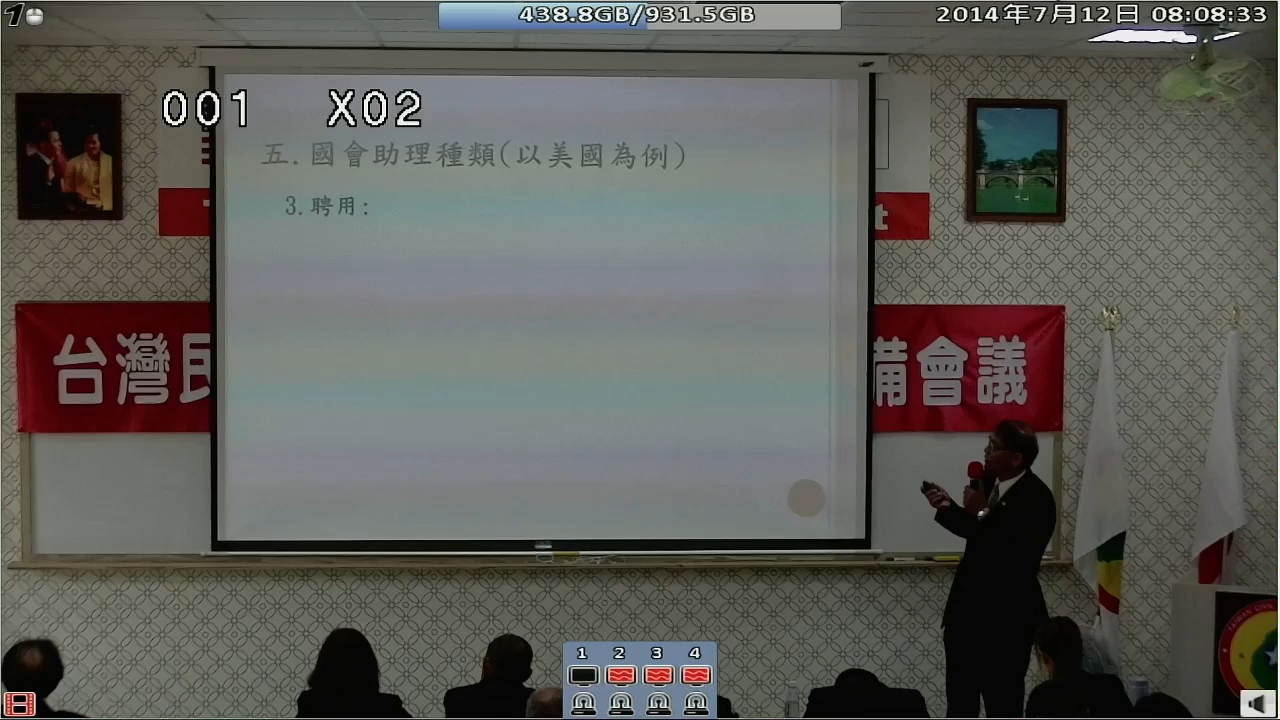 1
438.8GB/931.5GB
2014年7月12日 08:08:33
001 X02
五.國會助理種類(以美國為例)
3.聘用:
t
台灣民
備會議
1 2 3 4